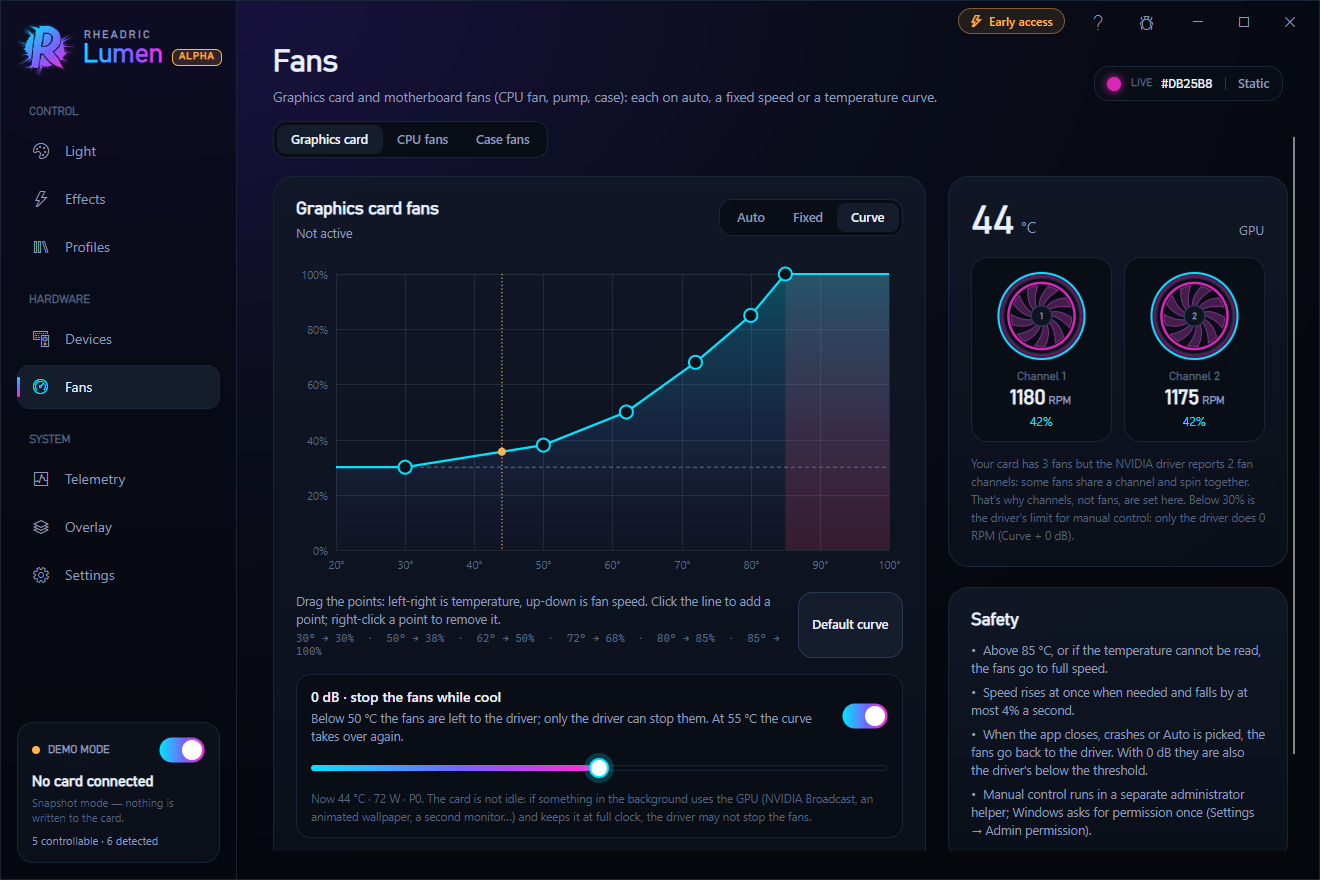 RHEADRIC
Lumen ALPHA
CONTROL
Light
Effects
Profiles
HARDWARE
Devices
Fans
SYSTEM
Telemetry
Overlay
Settings
DEMO MODE
No card connected
Snapshot mode — nothing is
written to the card.
5 controllable · 6 detected
Early access
Fans
Graphics card and motherboard fans (CPU fan, pump, case): each on auto, a fixed speed or a temperature curve.
LIVE #DB25B8 Static
Graphics card CPU fans Case fans
Graphics card fans
Not active
Auto Fixed Curve
100%
80%
60%
40%
20%
0%
20° 30° 40° 50° 60° 70° 80° 90° 100°
Drag the points: left-right is temperature, up-down is fan speed. Click the line to add a
point; right-click a point to remove it.
30° → 30% · 50° → 38% · 62° → 50% · 72° → 68% · 80° → 85% · 85° →
100%
Default curve
0 dB · stop the fans while cool
Below 50 °C the fans are left to the driver; only the driver can stop them. At 55 °C the curve
takes over again.
Now 44 °C · 72 W · P0. The card is not idle: if something in the background uses the GPU (NVIDIA Broadcast, an
animated wallpaper, a second monitor...) and keeps it at full clock, the driver may not stop the fans.
44 °C
GPU
1 2
Channel 1 Channel 2
1180 RPM 1175 RPM
42% 42%
Your card has 3 fans but the NVIDIA driver reports 2 fan
channels: some fans share a channel and spin together.
That's why channels, not fans, are set here. Below 30% is
the driver's limit for manual control: only the driver does 0
RPM (Curve + 0 dB).
Safety
• Above 85 °C, or if the temperature cannot be read,
the fans go to full speed.
• Speed rises at once when needed and falls by at
most 4% a second.
• When the app closes, crashes or Auto is picked, the
fans go back to the driver. With 0 dB they are also
the driver's below the threshold.
• Manual control runs in a separate administrator
helper; Windows asks for permission once (Settings
→ Admin permission).